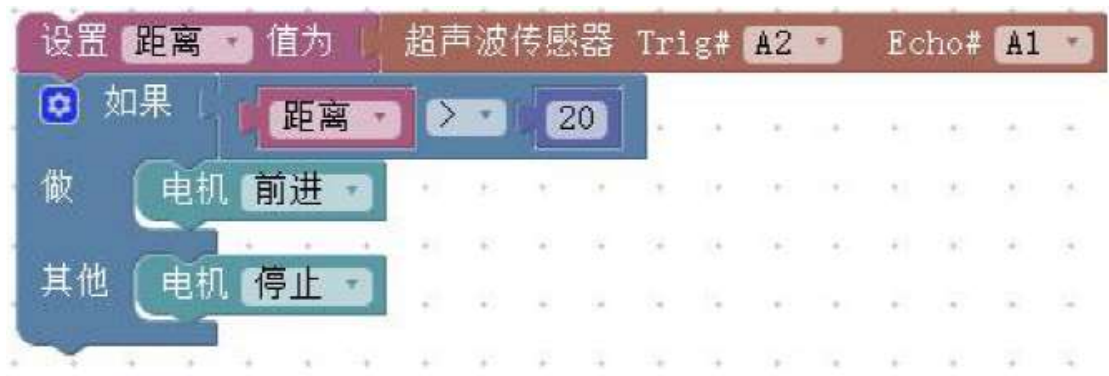 设置 距离 值为 超声波传感器 Trig# A2 Echo# A1
如果 距离 > 20
做 电机 前进
其他 电机 停止